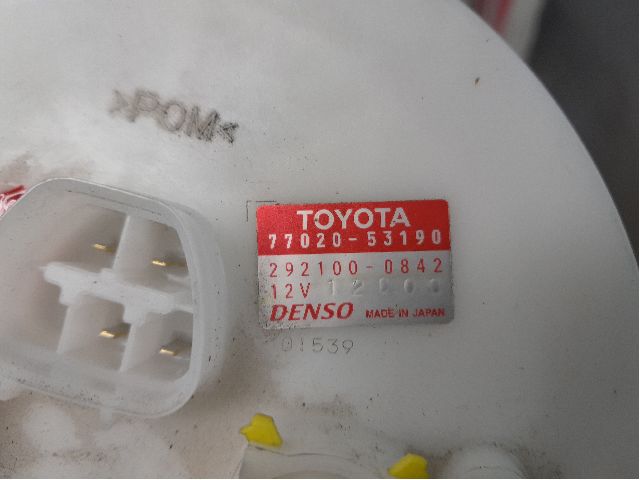 >POM<
TOYOTA
77020-53190
292100-0842
12V
DENSO MADE IN JAPAN
01539